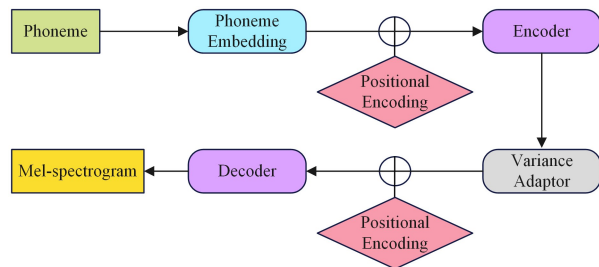 Phoneme
Phoneme
Embedding
Encoder
Positional
Encoding
Mel-spectrogram
Decoder
Variance
Adaptor
Positional
Encoding